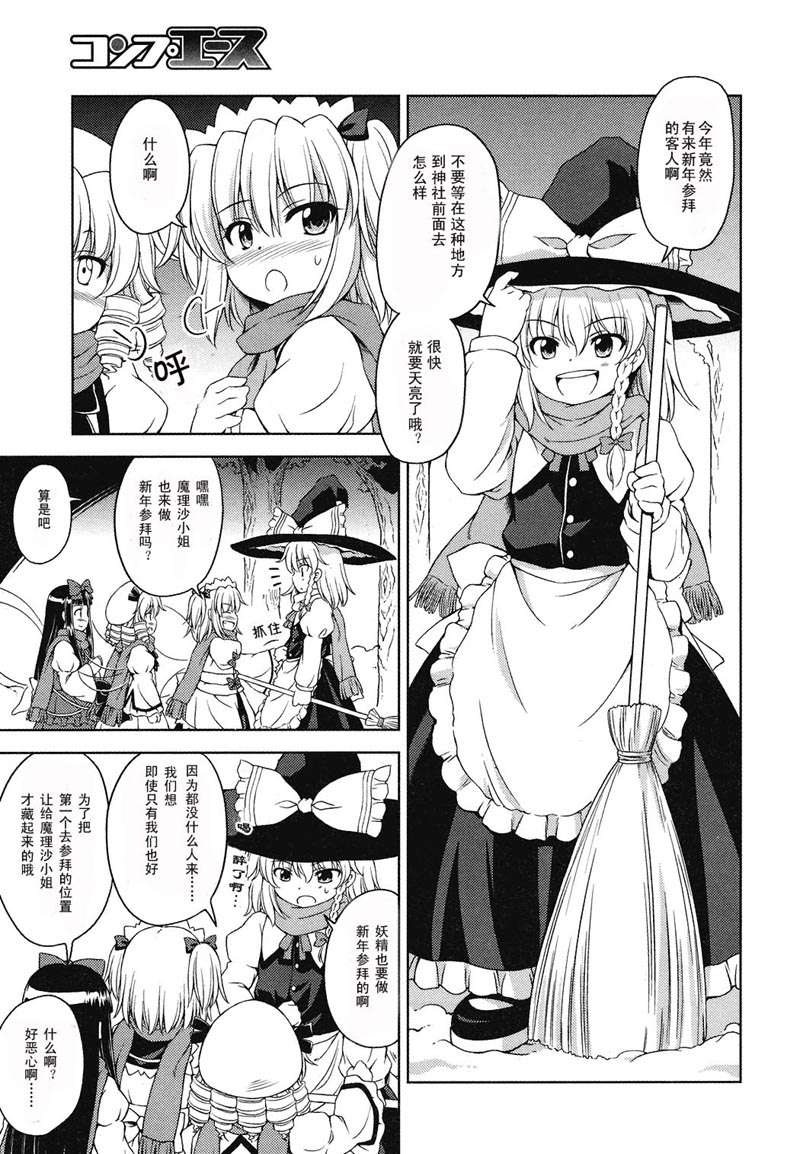 コンプ・エース
今年竟然
有来新年参拜
的客人啊
不要等在这种地方
到神社前面去
怎么样
很快
就要天亮了哦？
什么啊
呼
嘿嘿
魔理沙小姐
也来做
新年参拜吗？
算是吧
抓住
喝
醉了啊…
妖精也要做
新年参拜的啊
因为都没什么人来……
我们想
即使只有我们也好
为了把
第一个去参拜的位置
让给魔理沙小姐
才藏起来的哦
什么啊？
好恶心啊……